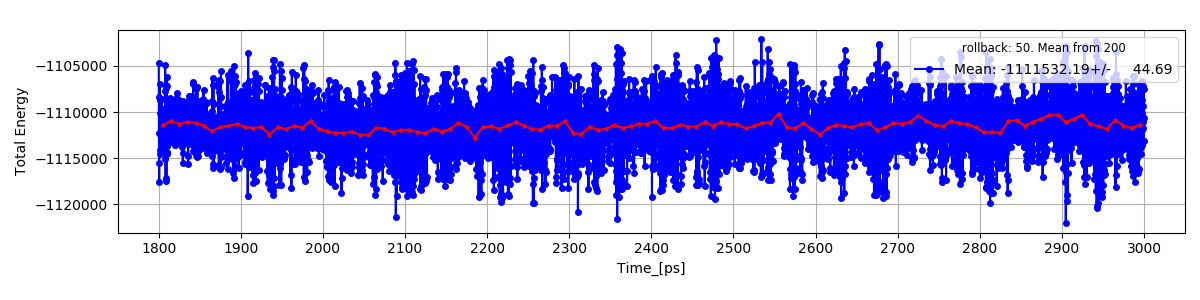 rollback: 50. Mean from 200
Mean: -1111532.19+/- 44.69
Total Energy
−1105000
−1110000
−1115000
−1120000
1800 1900 2000 2100 2200 2300 2400 2500 2600 2700 2800 2900 3000
Time_[ps]